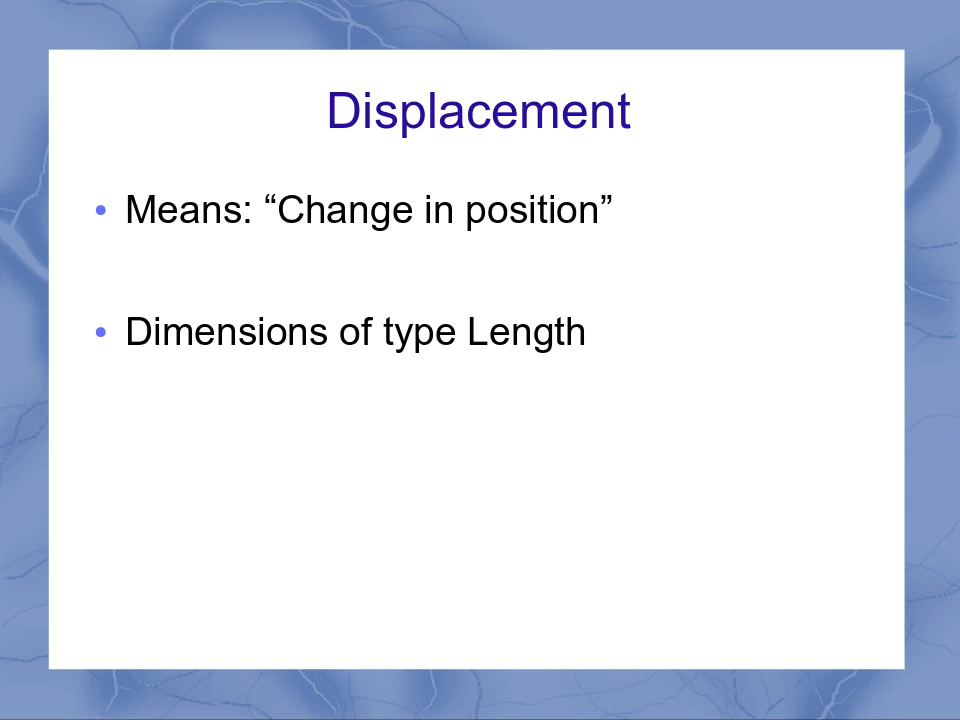 Displacement
• Means: “Change in position”
• Dimensions of type Length